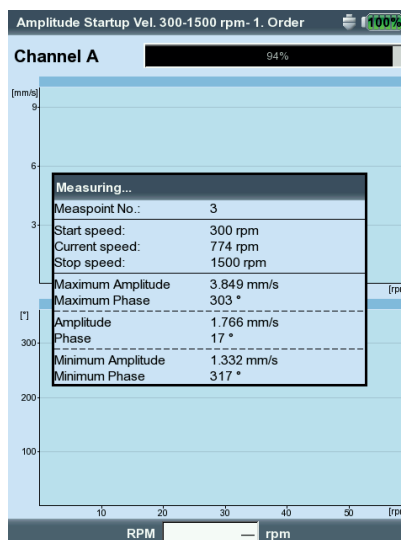 Amplitude Startup Vel. 300-1500 rpm- 1. Order 100%
Channel A 94%
[mm/s]
9
6
Measuring...
Measpoint No.: 3
3
Start speed: 300 rpm
Current speed: 774 rpm
Stop speed: 1500 rpm
Maximum Amplitude 3.849 mm/s
[rp
Maximum Phase 303 °
[°]
Amplitude 1.766 mm/s
Phase 17 °
300
Minimum Amplitude 1.332 mm/s
Minimum Phase 317 °
200
100
10 20 30 40 50 [rp
RPM — rpm